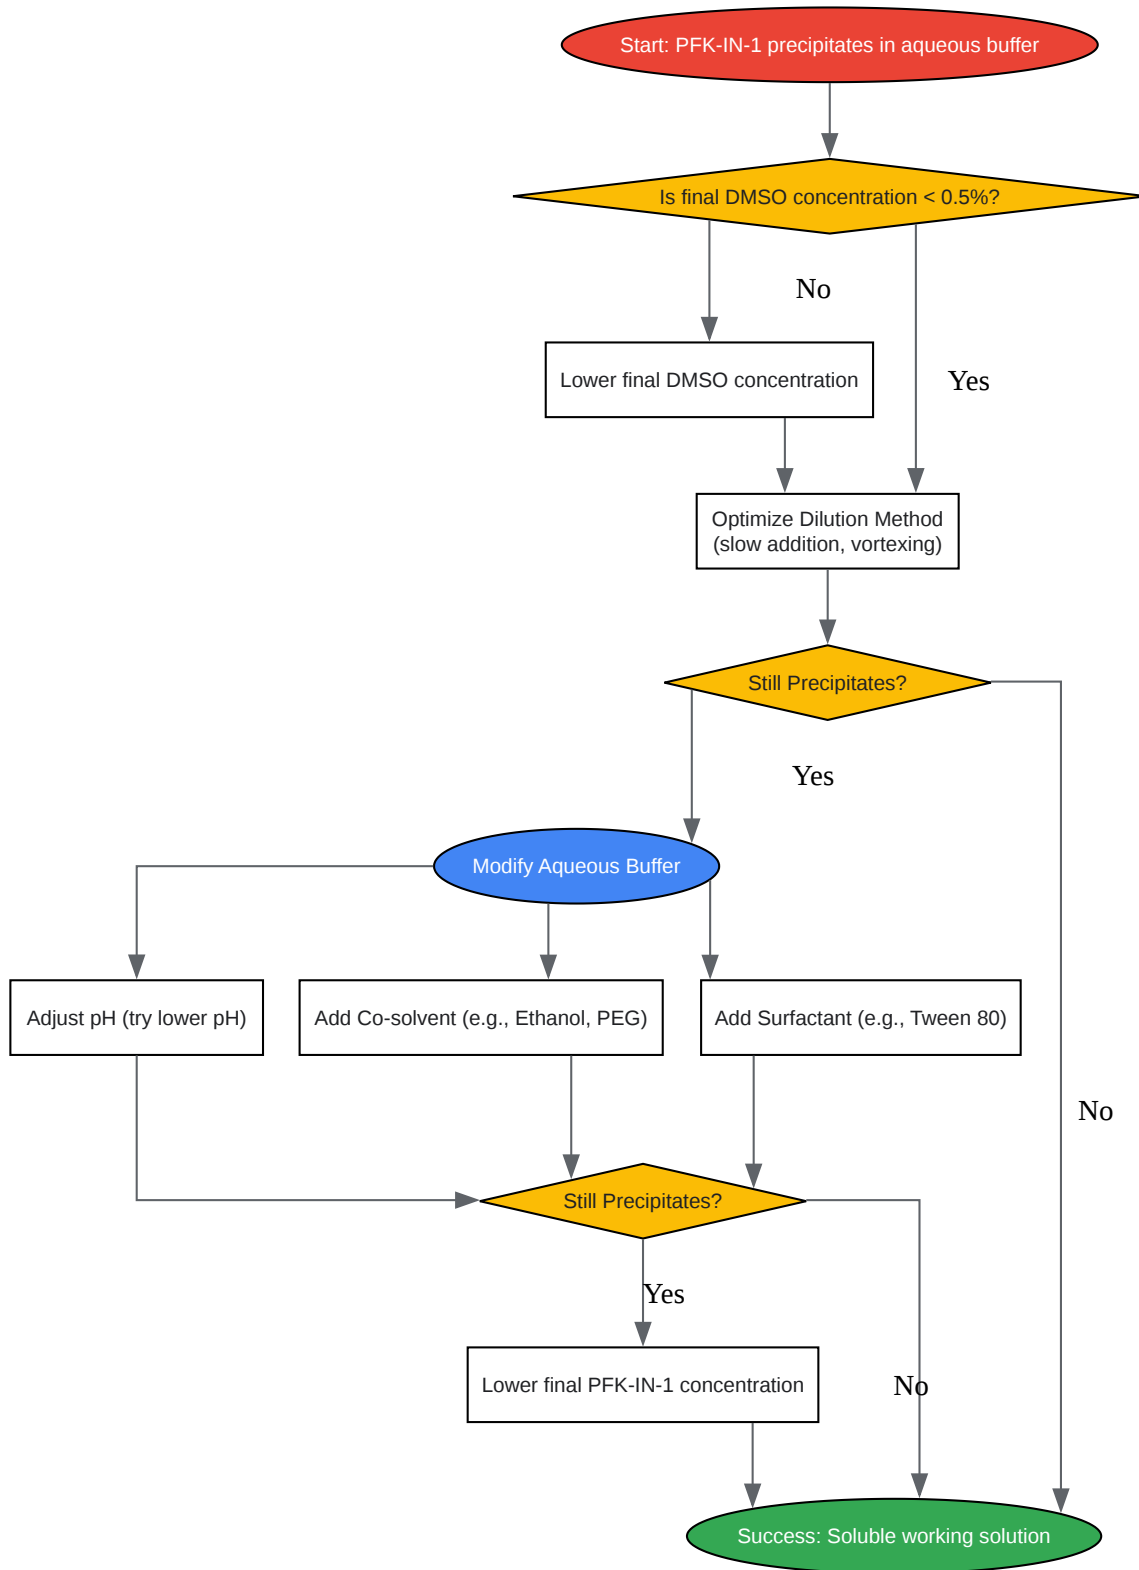 Start: PFK-IN-1 precipitates in aqueous buffer
Is final DMSO concentration < 0.5%?
No
Lower final DMSO concentration
Yes
Optimize Dilution Method
(slow addition, vortexing)
Still Precipitates?
Yes
Modify Aqueous Buffer
Adjust pH (try lower pH)
Add Co-solvent (e.g., Ethanol, PEG)
Add Surfactant (e.g., Tween 80)
No
Still Precipitates?
Yes
Lower final PFK-IN-1 concentration
No
Success: Soluble working solution